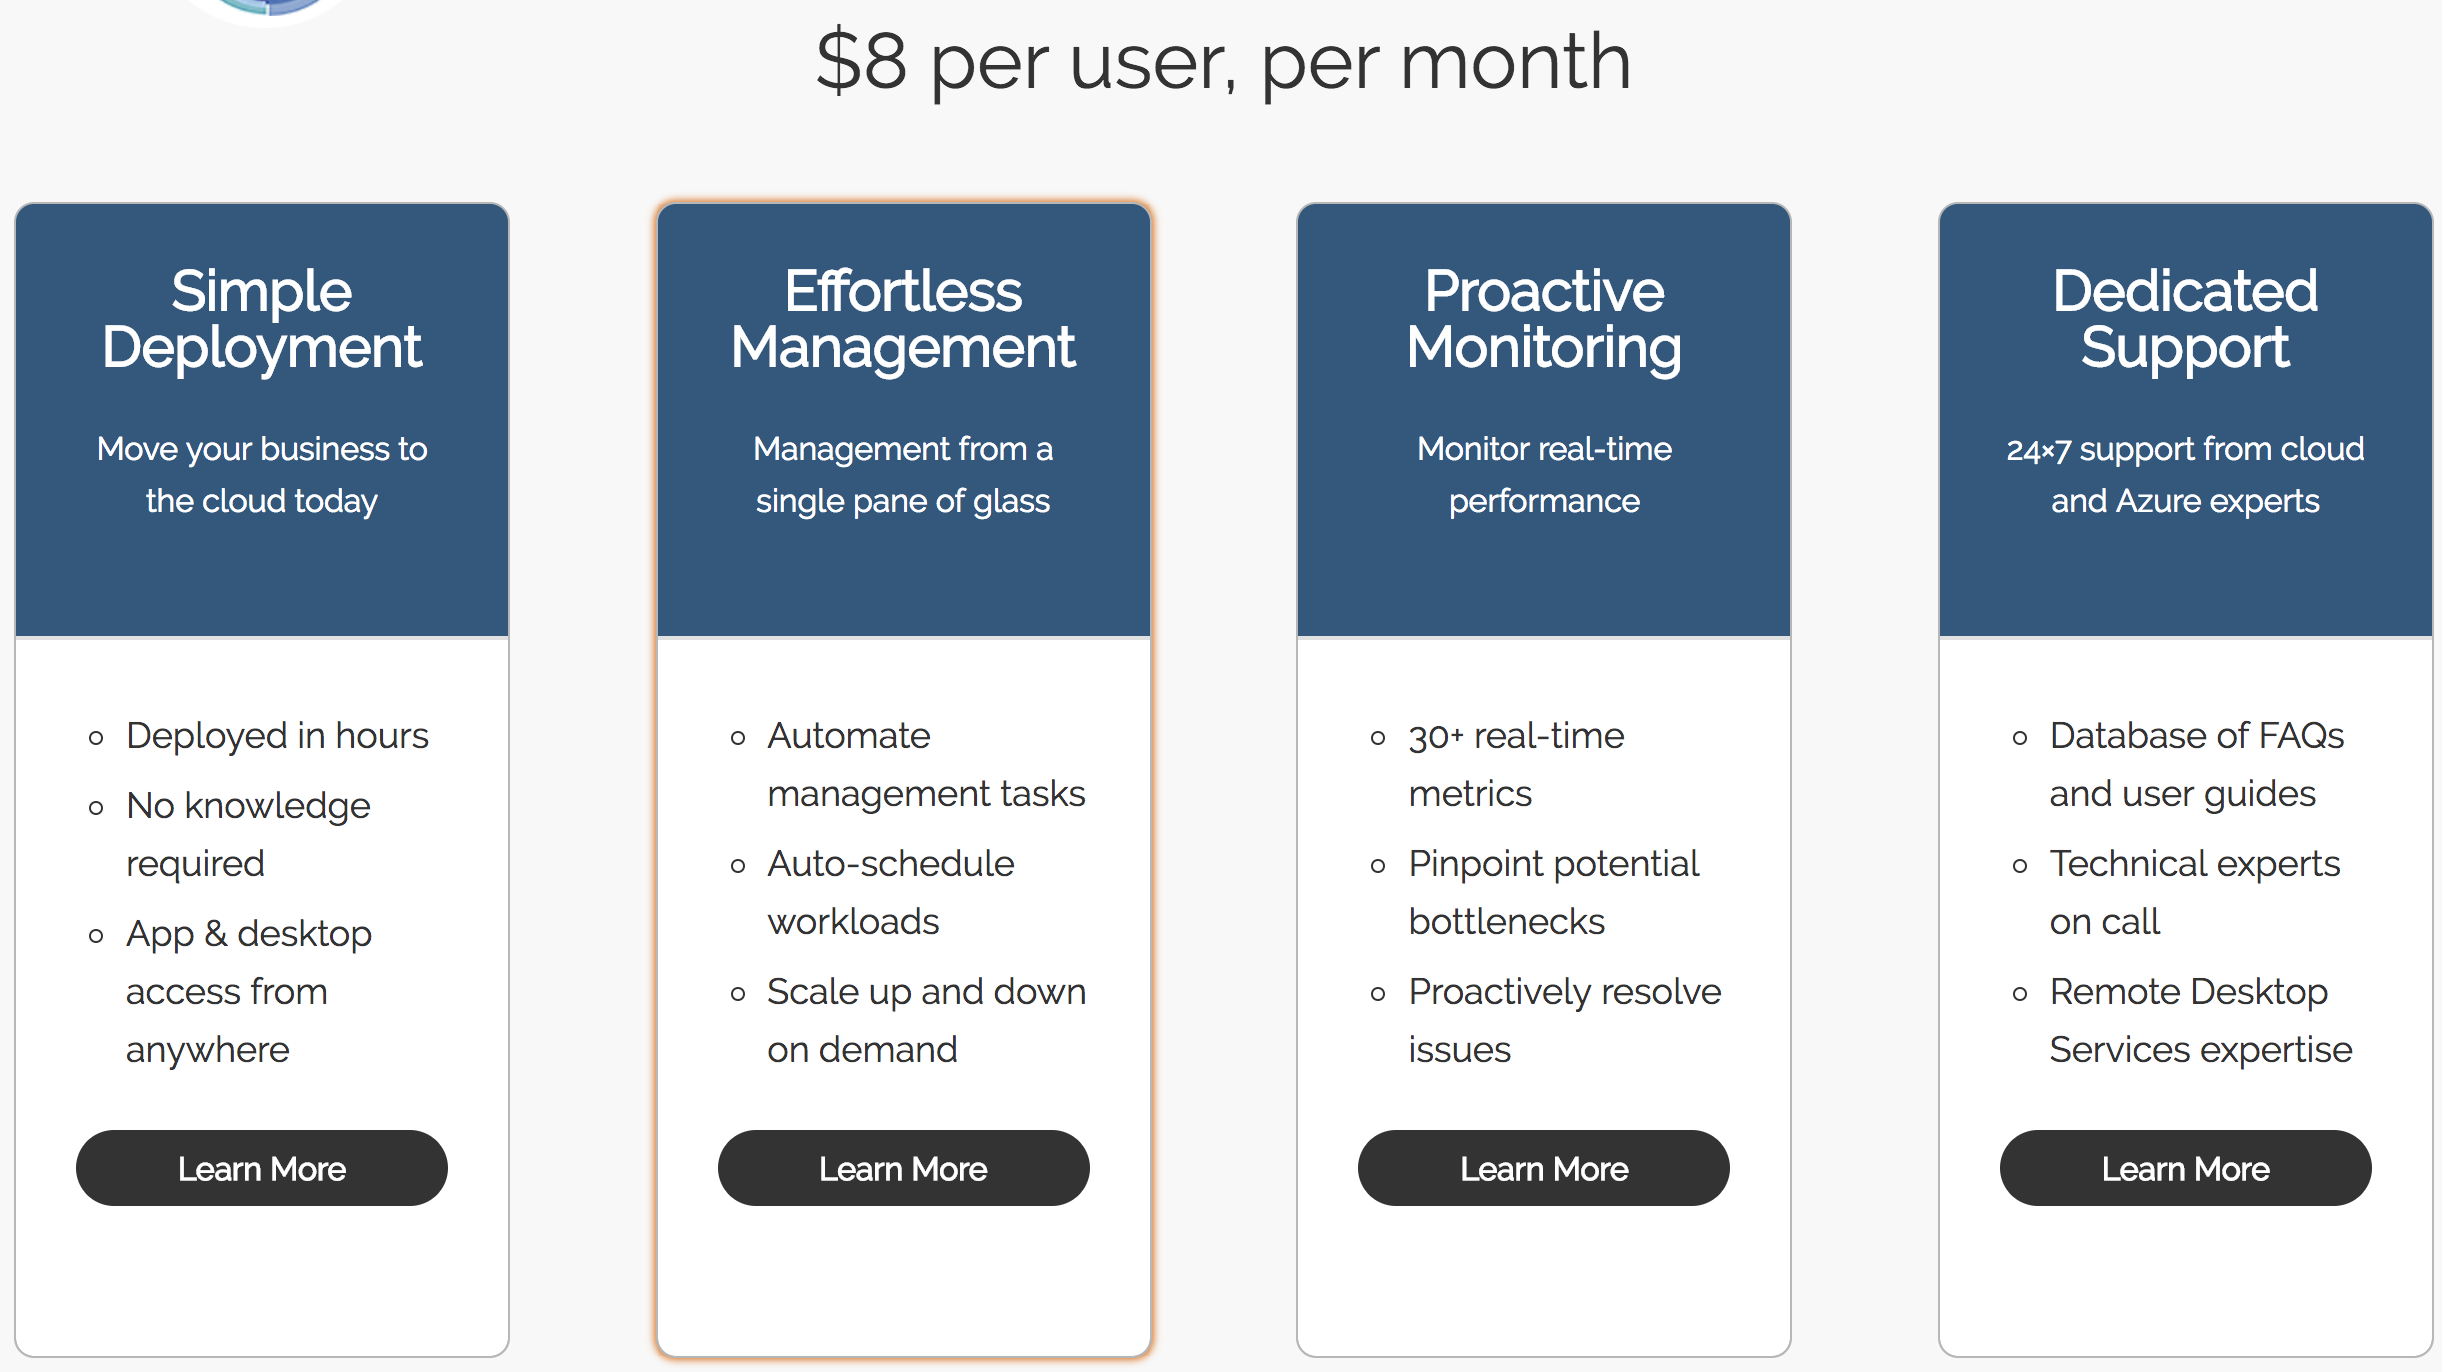 $8 per user, per month
Simple
Deployment
Move your business to
the cloud today
Deployed in hours
No knowledge
required
App & desktop
access from
anywhere
Learn More
Effortless
Management
Management from a
single pane of glass
Automate
management tasks
Auto-schedule
workloads
Scale up and down
on demand
Learn More
Proactive
Monitoring
Monitor real-time
performance
30+ real-time
metrics
Pinpoint potential
bottlenecks
Proactively resolve
issues
Learn More
Dedicated
Support
24×7 support from cloud
and Azure experts
Database of FAQs
and user guides
Technical experts
on call
Remote Desktop
Services expertise
Learn More